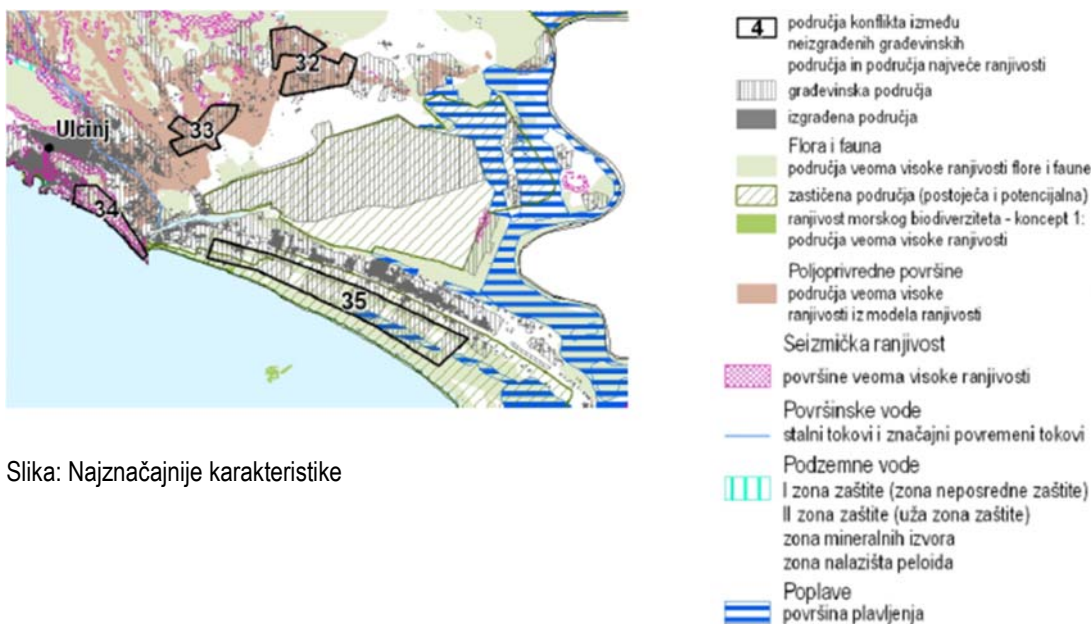 32
33
Ulcinj
34
35
Slika: Najznačajnije karakteristike
4 područja konflikta između
neizgrađenih građevinskih
područja in područja najveće ranjivosti
građevinska područja
izgrađena područja
Flora i fauna
područja veoma visoke ranjivosti flore i faune
zastičena područja (postoječa i potencijalna)
ranjivost morskog biodiverziteta - koncept 1:
područja veoma visoke ranjivosti
Poljoprivredne površine
područja veoma visoke
ranjivosti iz modela ranjivosti
Seizmička ranjivost
površine veoma visoke ranjivosti
Površinske vode
stalni tokovi i značajni povremeni tokovi
Podzemne vode
I zona zaštite (zona neposredne zaštite)
II zona zaštite (uža zona zaštite)
zona mineralnih izvora
zona nalazišta peloida
Poplave
površina plavljenja